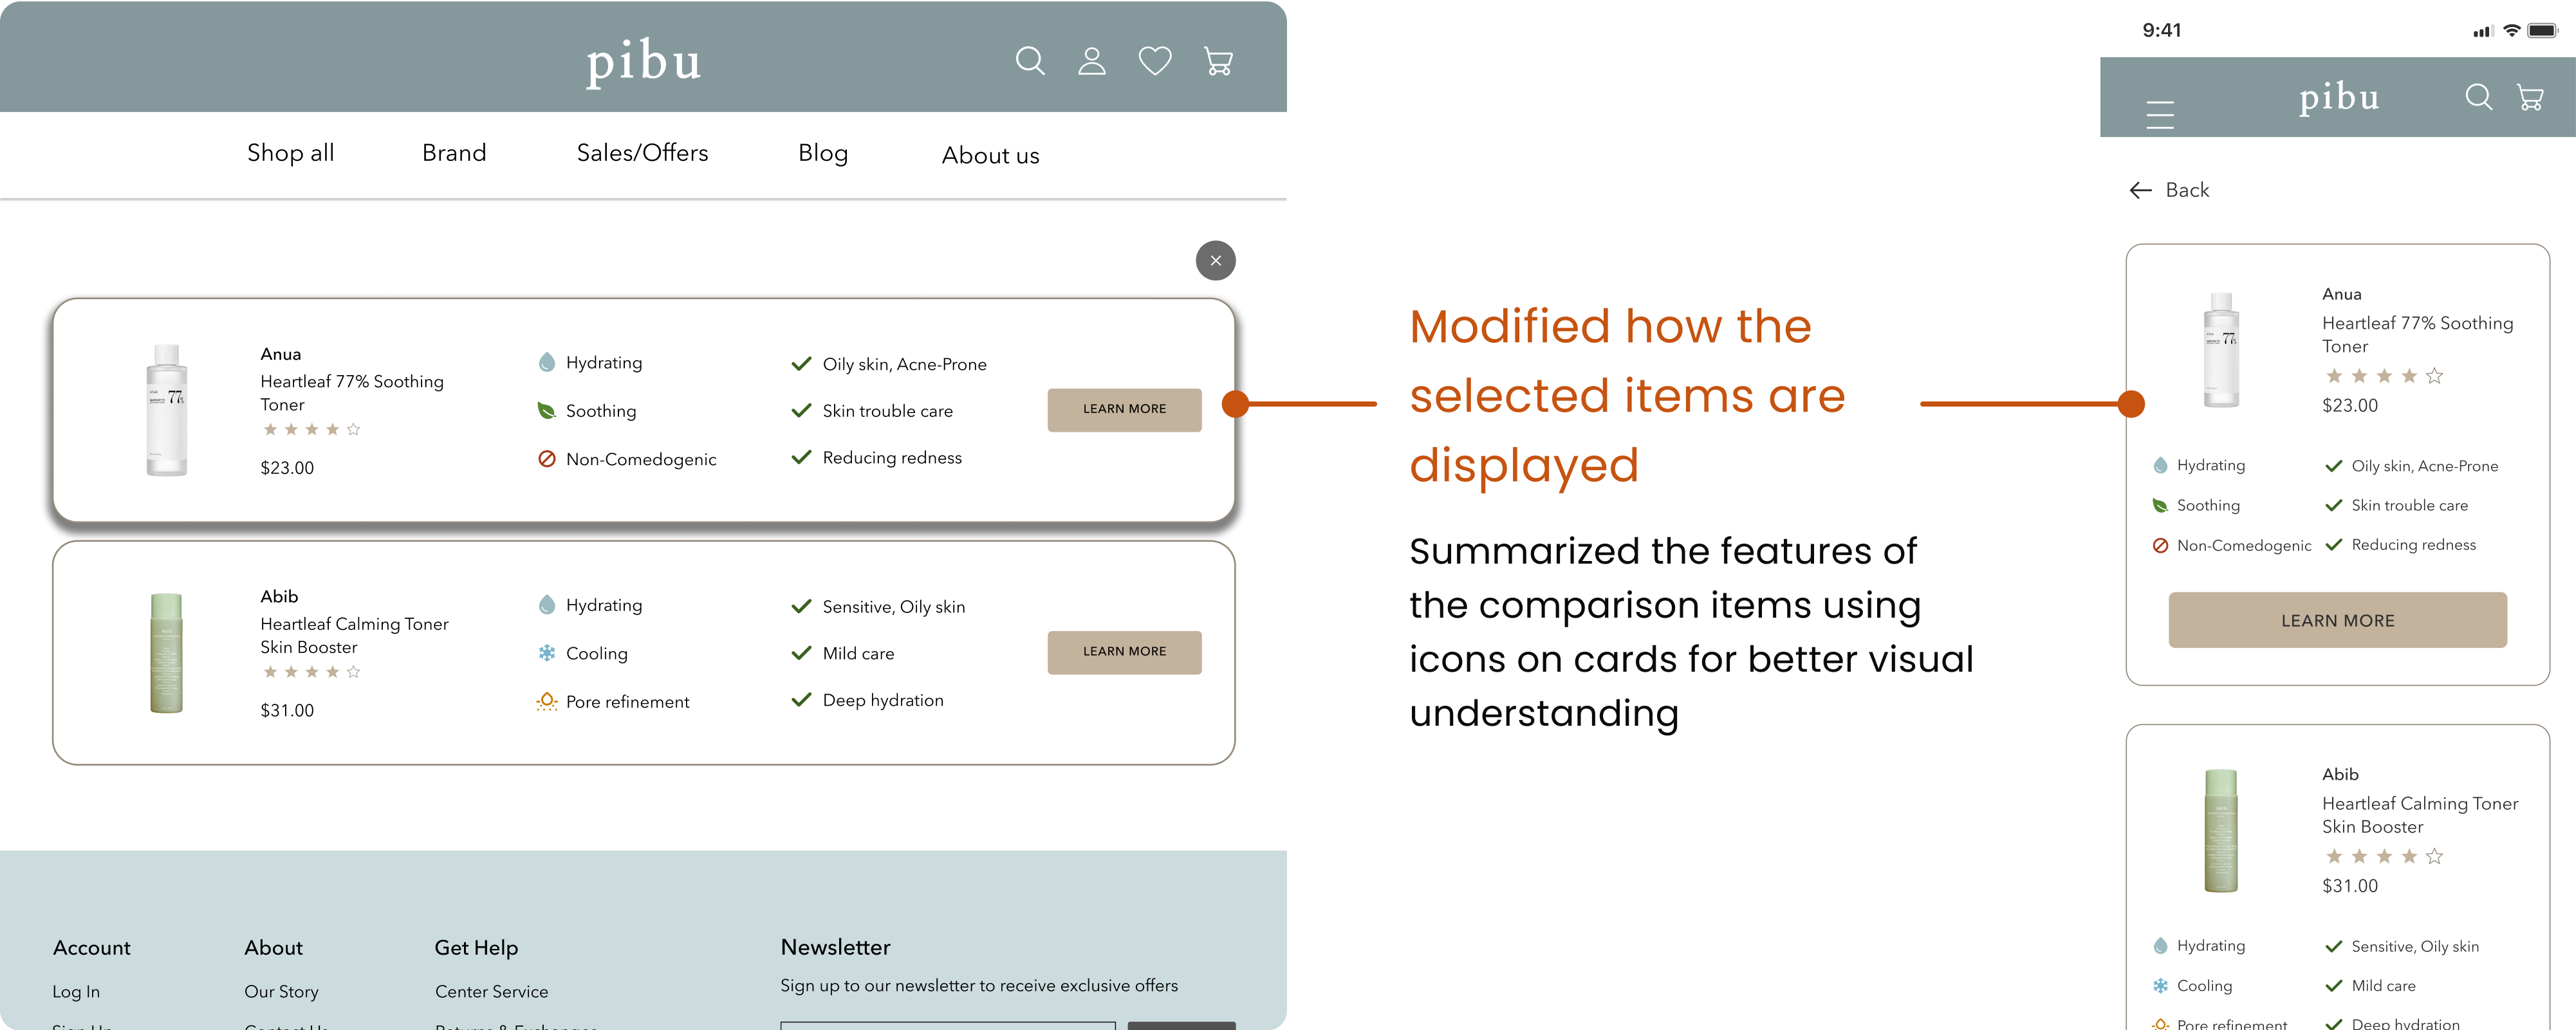 pibu
Shop all
Brand
Sales/Offers
Blog
About us
Anua
Heartleaf 77% Soothing
Toner
$23.00
Hydrating
Soothing
Non-Comedogenic
Oily skin, Acne-Prone
Skin trouble care
Reducing redness
LEARN MORE
Abib
Heartleaf Calming Toner
Skin Booster
$31.00
Hydrating
Cooling
Pore refinement
Sensitive, Oily skin
Mild care
Deep hydration
LEARN MORE
Account
Log In
Sign Up
About
Our Story
Contact Us
Get Help
Center Service
Returns & Exchanges
Newsletter
Sign up to our newsletter to receive exclusive offers
Modified how the
selected items are
displayed
Summarized the features of
the comparison items using
icons on cards for better visual
understanding
9:41
pibu
Back
Anua
Heartleaf 77% Soothing
Toner
$23.00
Hydrating
Soothing
Non-Comedogenic
Oily skin, Acne-Prone
Skin trouble care
Reducing redness
LEARN MORE
Abib
Heartleaf Calming Toner
Skin Booster
$31.00
Hydrating
Cooling
Pore refinement
Sensitive, Oily skin
Mild care
Deep hydration